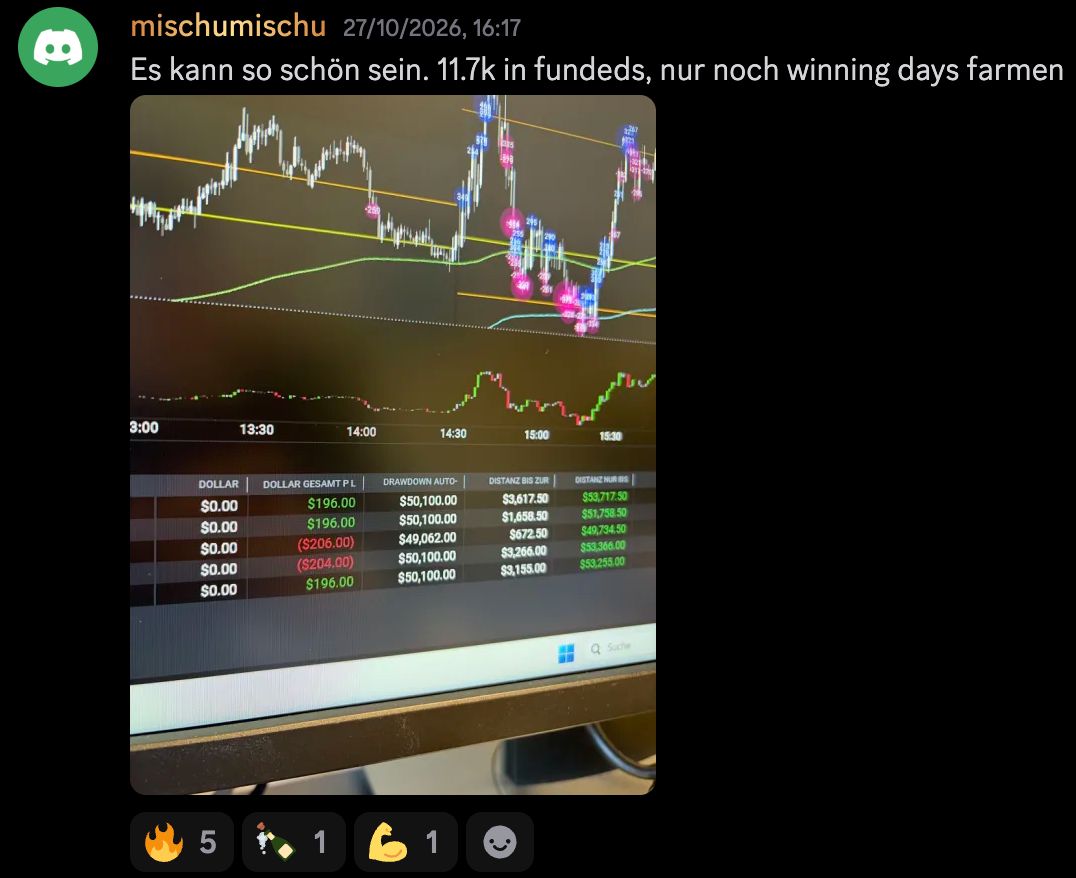 mischumischu 27/10/2026, 16:17
Es kann so schön sein. 11.7k in fundeds, nur noch winning days farmen
3:00 13:30 14:00 14:30 15:00 15:30
DOLLAR DOLLAR GESAMT P L DRAWDOWN AUTO- DISTANZ BIS ZUR DISTANZ NUR BIS
$0.00 $196.00 $50,100.00 $3,617.50 $53,717.50
$0.00 $196.00 $50,100.00 $1,658.50 $51,758.50
$0.00 ($206.00) $49,062.00 $672.50 $49,734.50
$0.00 ($204.00) $50,100.00 $3,266.00 $53,366.00
$0.00 $196.00 $50,100.00 $3,155.00 $53,255.00
Suche
5 1 1